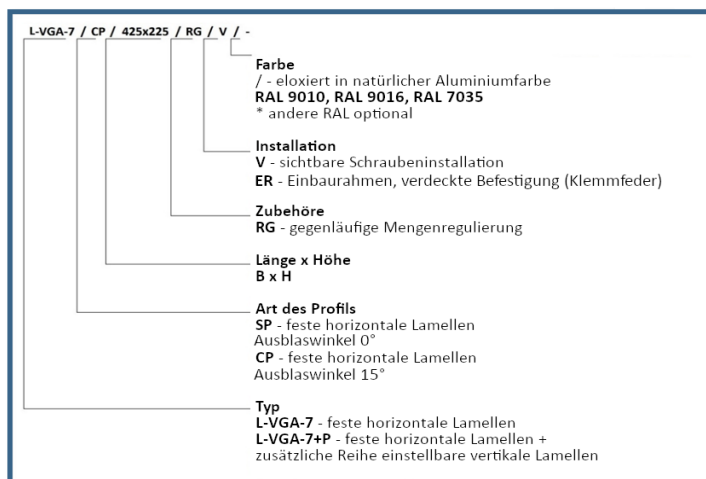 L-VGA-7 / CP / 425x225 / RG / V / -
Farbe
/ - eloxiert in natürlicher Aluminiumfarbe
RAL 9010, RAL 9016, RAL 7035
* andere RAL optional
Installation
V - sichtbare Schraubeninstallation
ER - Einbaurahmen, verdeckte Befestigung (Klemmfeder)
Zubehöre
RG - gegenläufige Mengenregulierung
Länge x Höhe
B x H
Art des Profils
SP - feste horizontale Lamellen
Ausblaswinkel 0°
CP - feste horizontale Lamellen
Ausblaswinkel 15°
Typ
L-VGA-7 - feste horizontale Lamellen
L-VGA-7+P - feste horizontale Lamellen +
zusätzliche Reihe einstellbare vertikale Lamellen